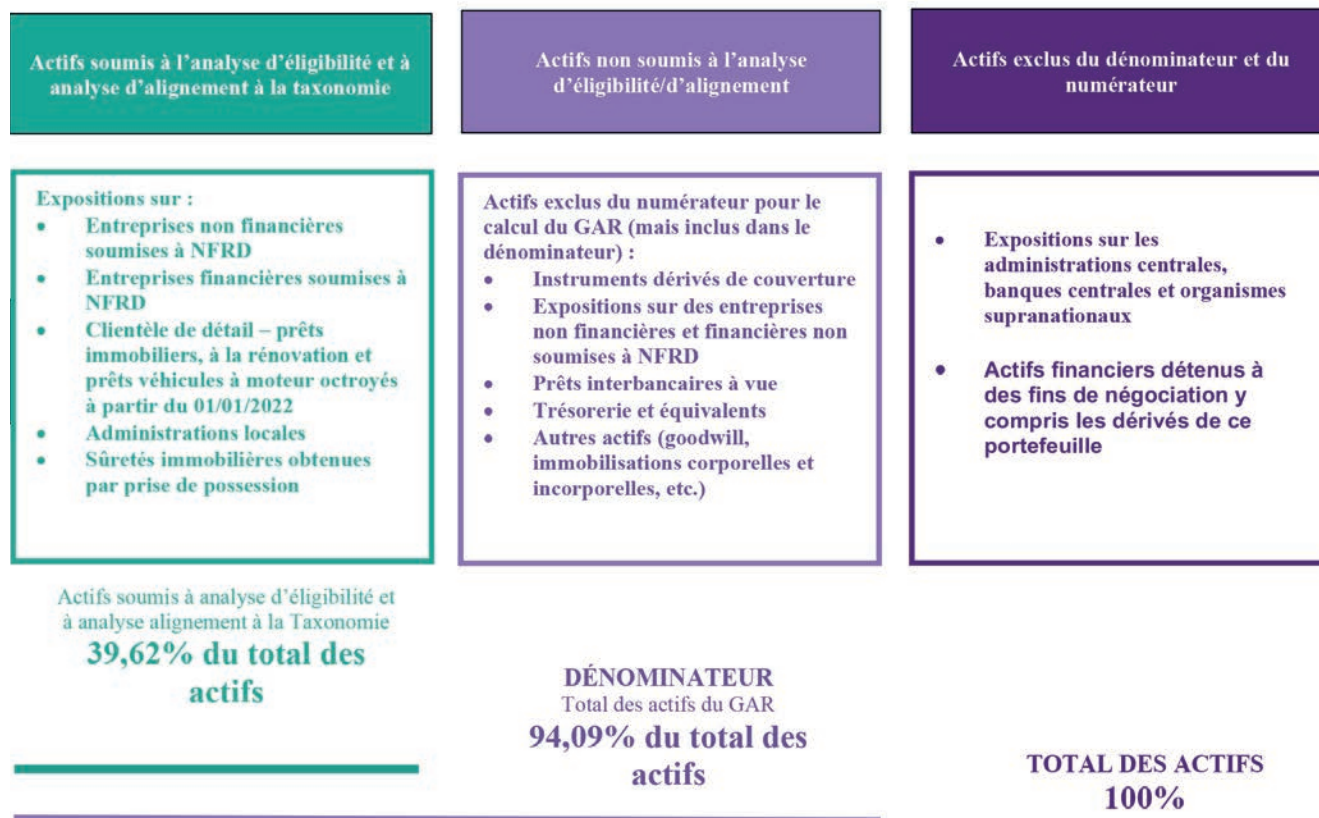 Actifs soumis à l'analyse d'éligibilité et à
analyse d'alignement à la taxonomie
Actifs non soumis à l'analyse
d'éligibilité/d'alignement
Actifs exclus du dénominateur et du
numérateur
Expositions sur :
• Entreprises non financières
soumises à NFRD
• Entreprises financières soumises à
NFRD
• Clientèle de détail – prêts
immobiliers, à la rénovation et
prêts véhicules à moteur octroyés
à partir du 01/01/2022
• Administrations locales
• Sûretés immobilières obtenues
par prise de possession
Actifs exclus du numérateur pour le
calcul du GAR (mais inclus dans le
dénominateur) :
• Instruments dérivés de couverture
• Expositions sur des entreprises
non financières et financières non
soumises à NFRD
• Prêts interbancaires à vue
• Trésorerie et équivalents
• Autres actifs (goodwill,
immobilisations corporelles et
incorporelles, etc.)
• Expositions sur les
administrations centrales,
banques centrales et organismes
supranationaux
• Actifs financiers détenus à
des fins de négociation y
compris les dérivés de ce
portefeuille
Actifs soumis à analyse d'éligibilité et
à analyse alignement à la Taxonomie
39,62% du total des
actifs
DÉNOMINATEUR
Total des actifs du GAR
94,09% du total des
actifs
TOTAL DES ACTIFS
100%